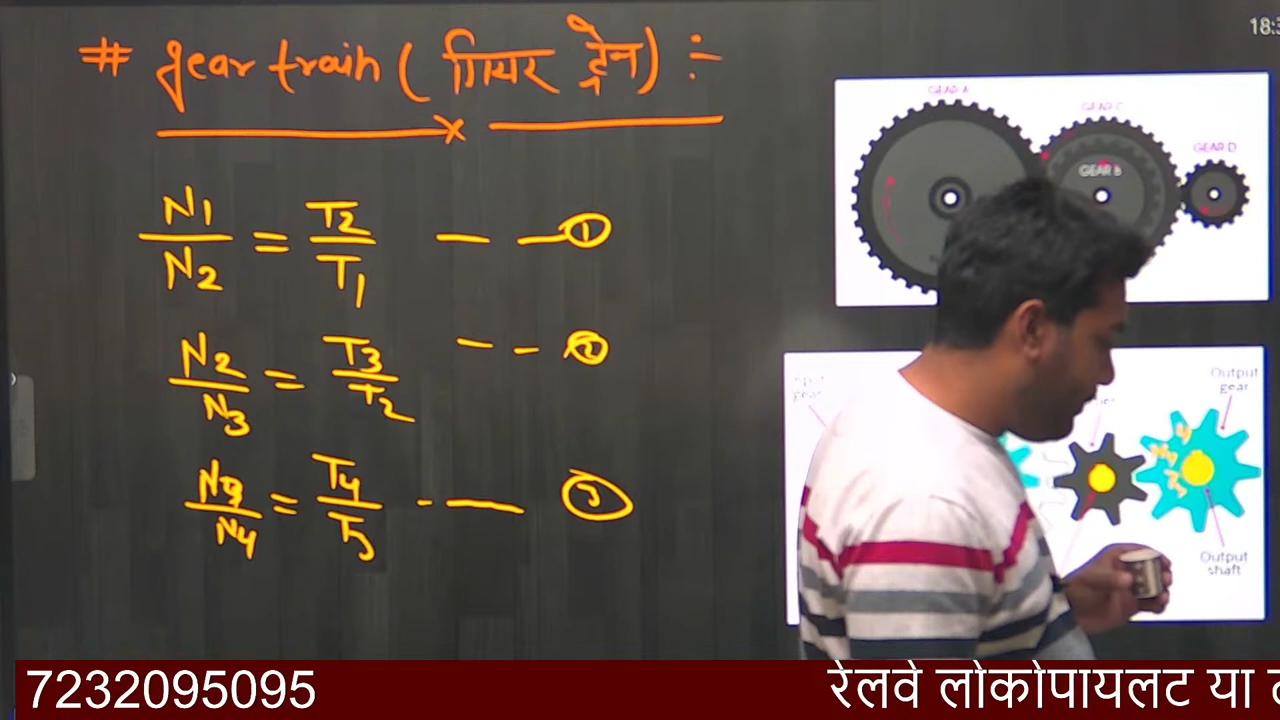 # gear train (गियर ट्रेन) :-
N1/N2 = T2/T1 — — ①
N2/N3 = T3/T2 - - ②
N3/N4 = T4/T5 - — ③
18:3
GEAR A
GEAR C
GEAR D
GEAR B
Output gear
Output shaft
7232095095
रेलवे लोकोपायलट या